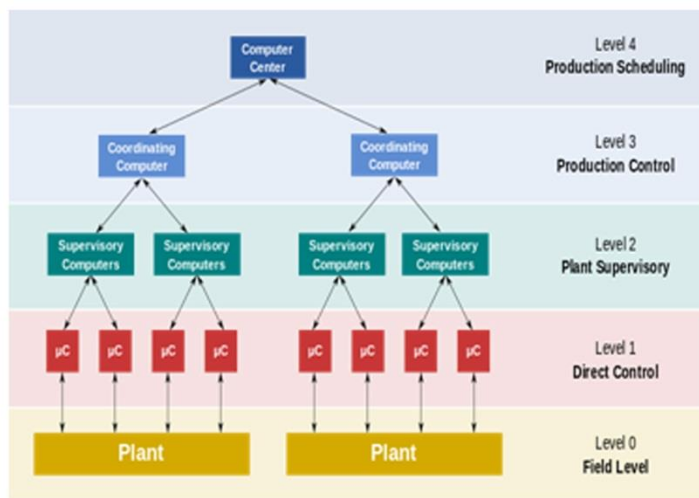 Computer
Center
Level 4
Production Scheduling
Coordinating
Computer
Coordinating
Computer
Level 3
Production Control
Supervisory
Computers
Supervisory
Computers
Supervisory
Computers
Supervisory
Computers
Level 2
Plant Supervisory
µC
µC
µC
µC
µC
µC
µC
µC
Level 1
Direct Control
Plant
Plant
Level 0
Field Level